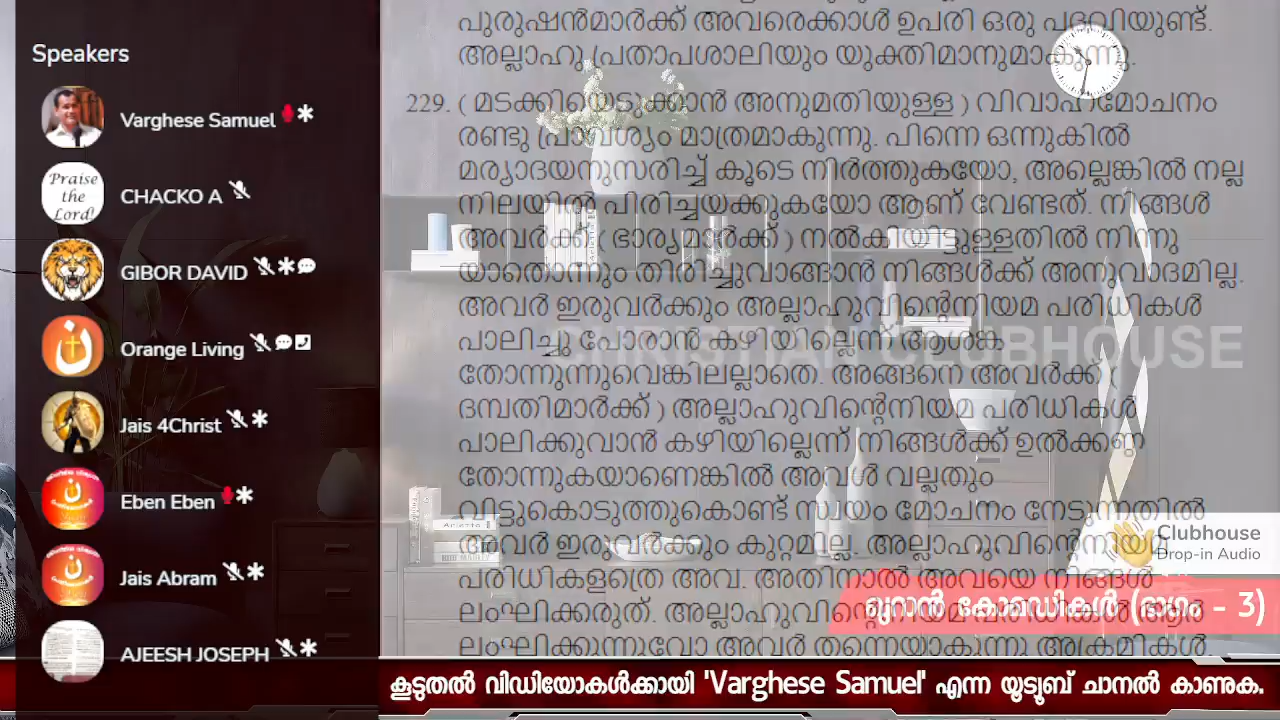 Speakers
Varghese Samuel
Praise
the
Lord!
CHACKO A
GIBOR DAVID
Orange Living
Jais 4Christ
Eben Eben
Jais Abram
AJEESH JOSEPH
പുരുഷൻമാർക്ക് അവരെക്കാൾ ഉപരി ഒരു പദവിയുണ്ട്.
അല്ലാഹു പ്രതാപശാലിയും യുക്തിമാനുമാകുന്നു.
229. ( മടക്കിയെടുക്കാൻ അനുമതിയുള്ള ) വിവാഹമോചനം
രണ്ടു പ്രാവശ്യം മാത്രമാകുന്നു. പിന്നെ ഒന്നുകിൽ
മര്യാദയനുസരിച്ച് കൂടെ നിർത്തുകയോ, അല്ലെങ്കിൽ നല്ല
നിലയിൽ പിരിച്ചയക്കുകയോ ആണ് വേണ്ടത്. നിങ്ങൾ
അവർക്ക് ( ഭാര്യമാർക്ക് ) നൽകിയിട്ടുള്ളതിൽ നിന്നു
യാതൊന്നും തിരിച്ചുവാങ്ങാൻ നിങ്ങൾക്ക് അനുവാദമില്ല.
അവർ ഇരുവർക്കും അല്ലാഹുവിന്റെനിയമ പരിധികൾ
പാലിച്ചു പോരാൻ കഴിയില്ലെന്ന് ആശങ്ക
CHRISTIAN CLUBHOUSE
തോന്നുന്നുവെങ്കിലല്ലാതെ. അങ്ങനെ അവർക്ക് (
ദമ്പതിമാർക്ക് ) അല്ലാഹുവിന്റെനിയമ പരിധികൾ
പാലിക്കുവാൻ കഴിയില്ലെന്ന് നിങ്ങൾക്ക് ഉൽക്കണ്ഠ
തോന്നുകയാണെങ്കിൽ അവൾ വല്ലതും
വിട്ടുകൊടുത്തുകൊണ്ട് സ്വയം മോചനം നേടുന്നതിൽ
അവർ ഇരുവർക്കും കുറ്റമില്ല. അല്ലാഹുവിന്റെനിയമ
പരിധികളത്രെ അവ. അതിനാൽ അവയെ നിങ്ങൾ
ലംഘിക്കരുത്. അല്ലാഹുവിന്റെനിയമപരിധികൾ ആർ
ലംഘിക്കുന്നുവോ അവർ തന്നെയാകുന്നു അക്രമികൾ.
Clubhouse
Drop-in Audio
ഖുറാൻ കോമഡികൾ (ഭാഗം - 3)
കൂടുതൽ വിഡിയോകൾക്കായി 'Varghese Samuel' എന്ന യൂട്യൂബ് ചാനൽ കാണുക.